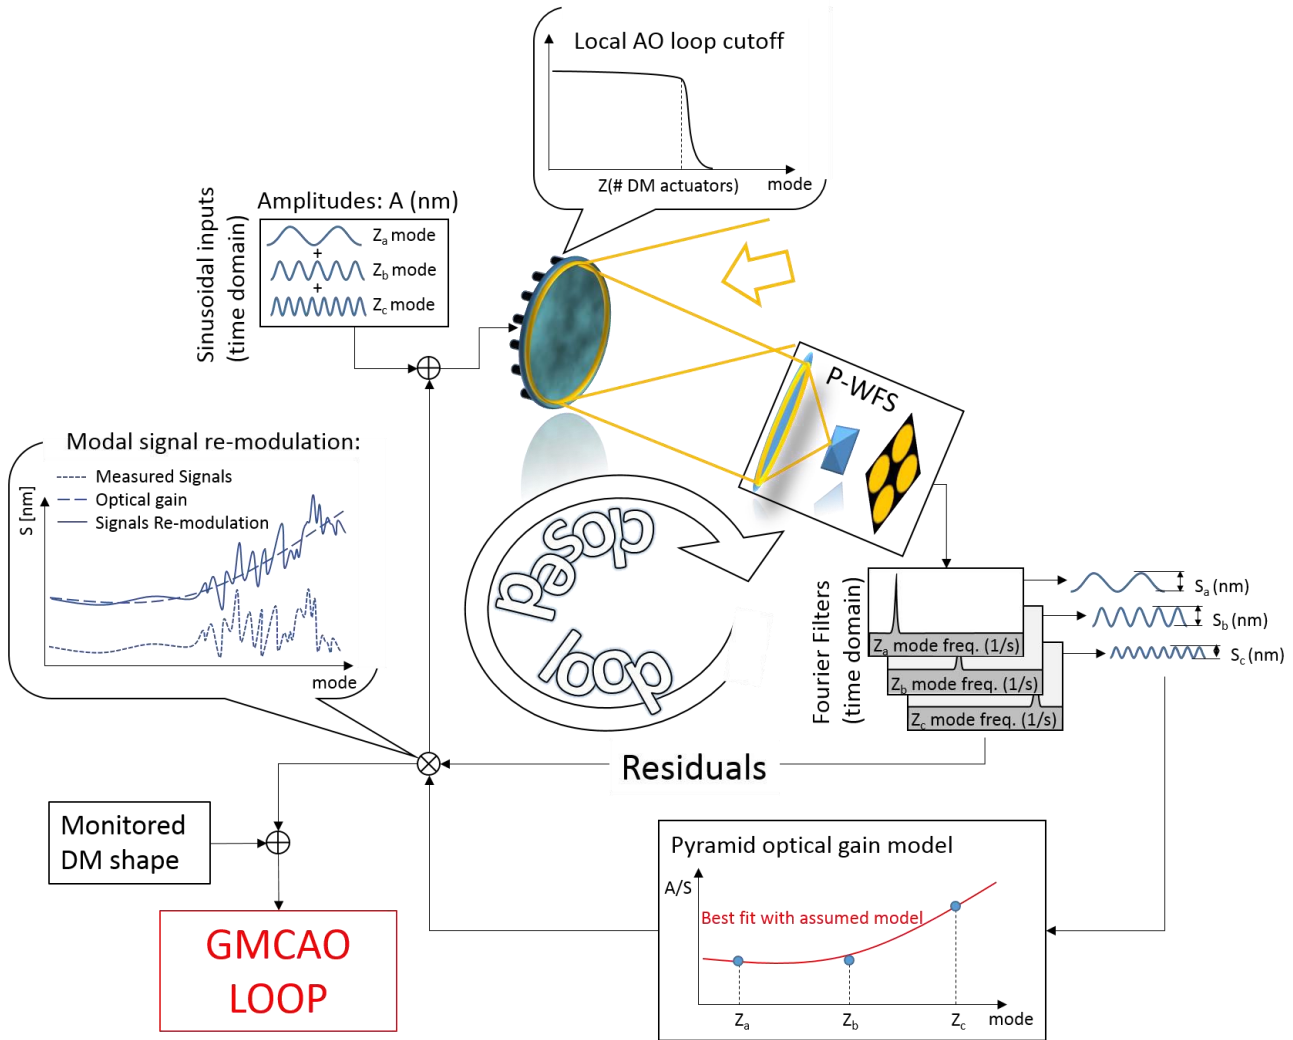 Local AO loop cutoff
Z(# DM actuators)
mode
Sinusoidal inputs
(time domain)
Amplitudes: A (nm)
Za mode
+
Zb mode
+
Zc mode
P-WFS
Modal signal re-modulation:
Measured Signals
Optical gain
Signals Re-modulation
S [nm]
mode
closed
loop
Fourier Filters
(time domain)
Za mode freq. (1/s)
Zb mode freq. (1/s)
Zc mode freq. (1/s)
Sa (nm)
Sb (nm)
Sc (nm)
Residuals
Monitored
DM shape
GMCAO
LOOP
Pyramid optical gain model
A/S
Best fit with assumed model
Za
Zb
Zc
mode